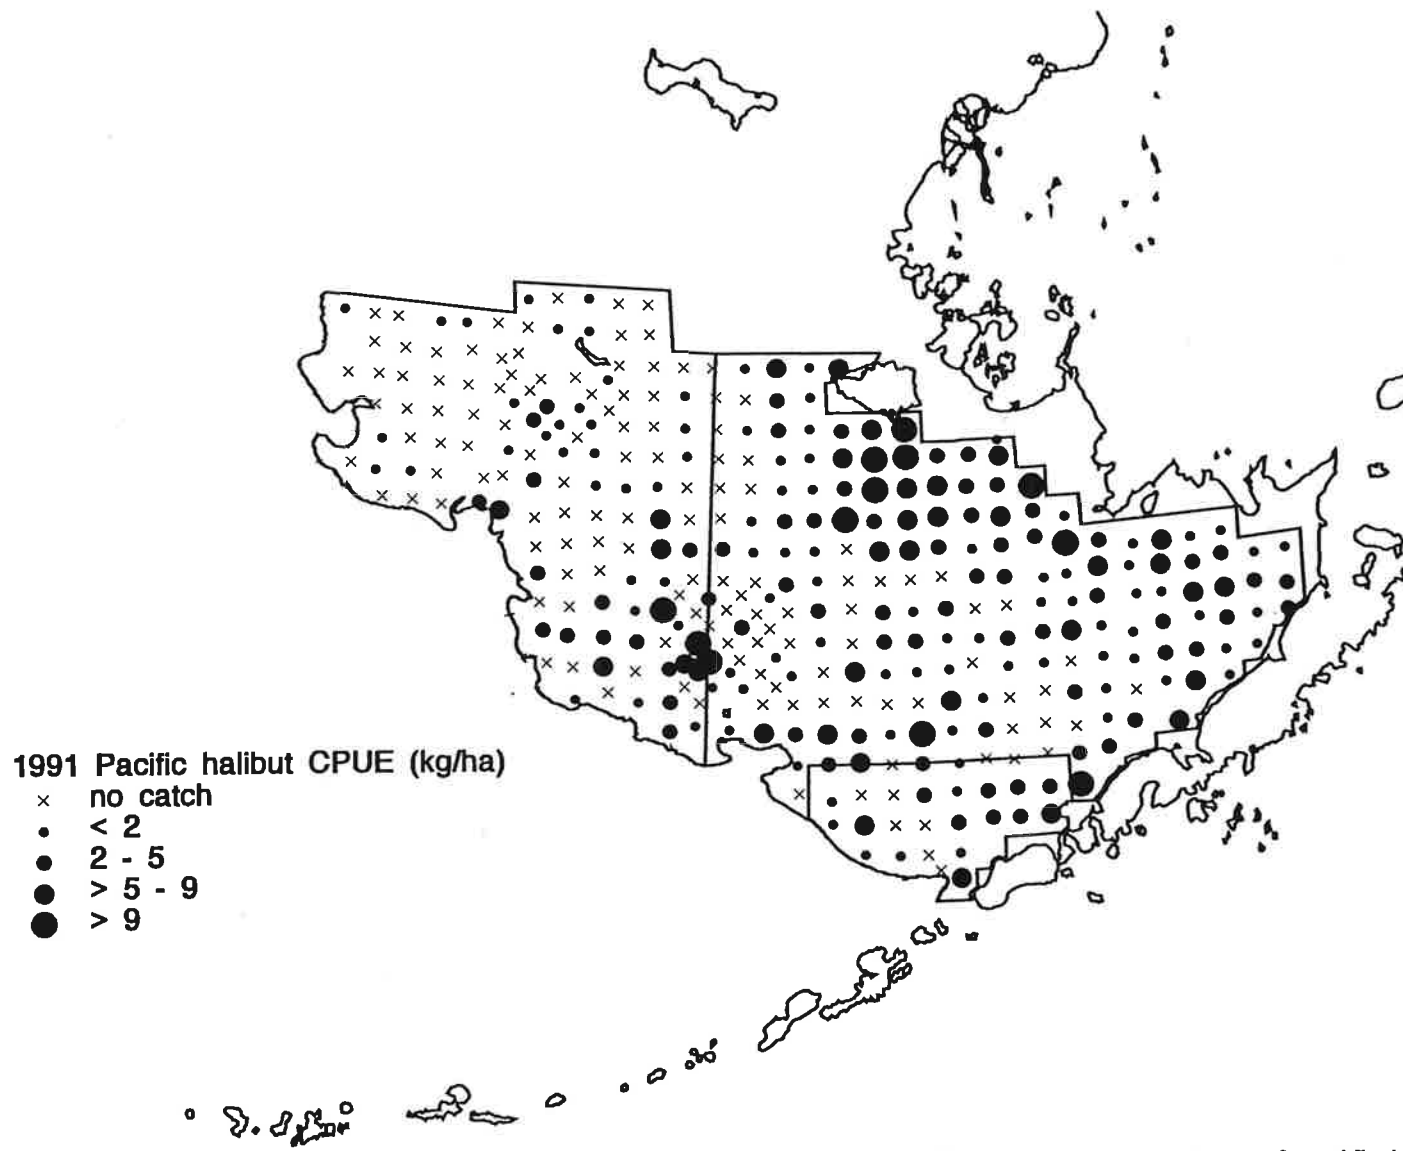 1991 Pacific halibut CPUE (kg/ha)
× no catch
< 2
2 - 5
> 5 - 9
> 9